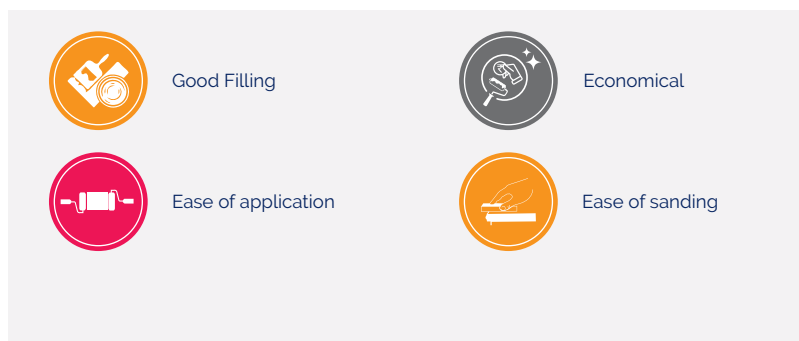 Good Filling
Economical
Ease of application
Ease of sanding